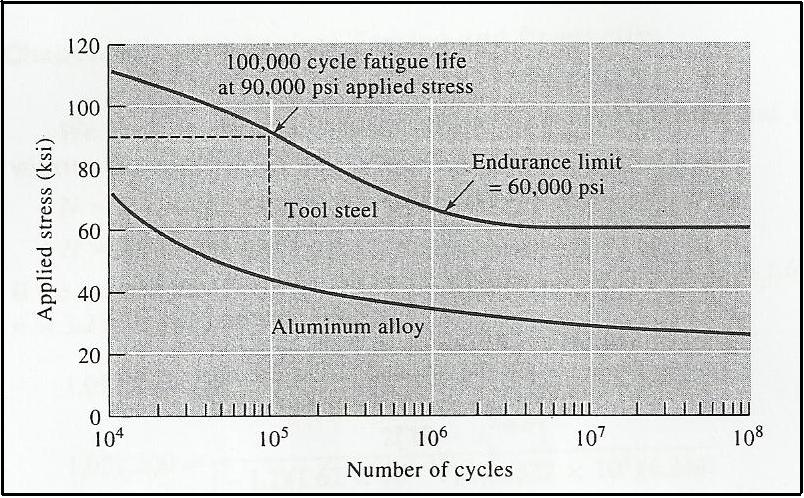 120
100
80
60
40
20
0
Applied stress (ksi)
100,000 cycle fatigue life
at 90,000 psi applied stress
Endurance limit
= 60,000 psi
Tool steel
Aluminum alloy
10⁴ 10⁵ 10⁶ 10⁷ 10⁸
Number of cycles